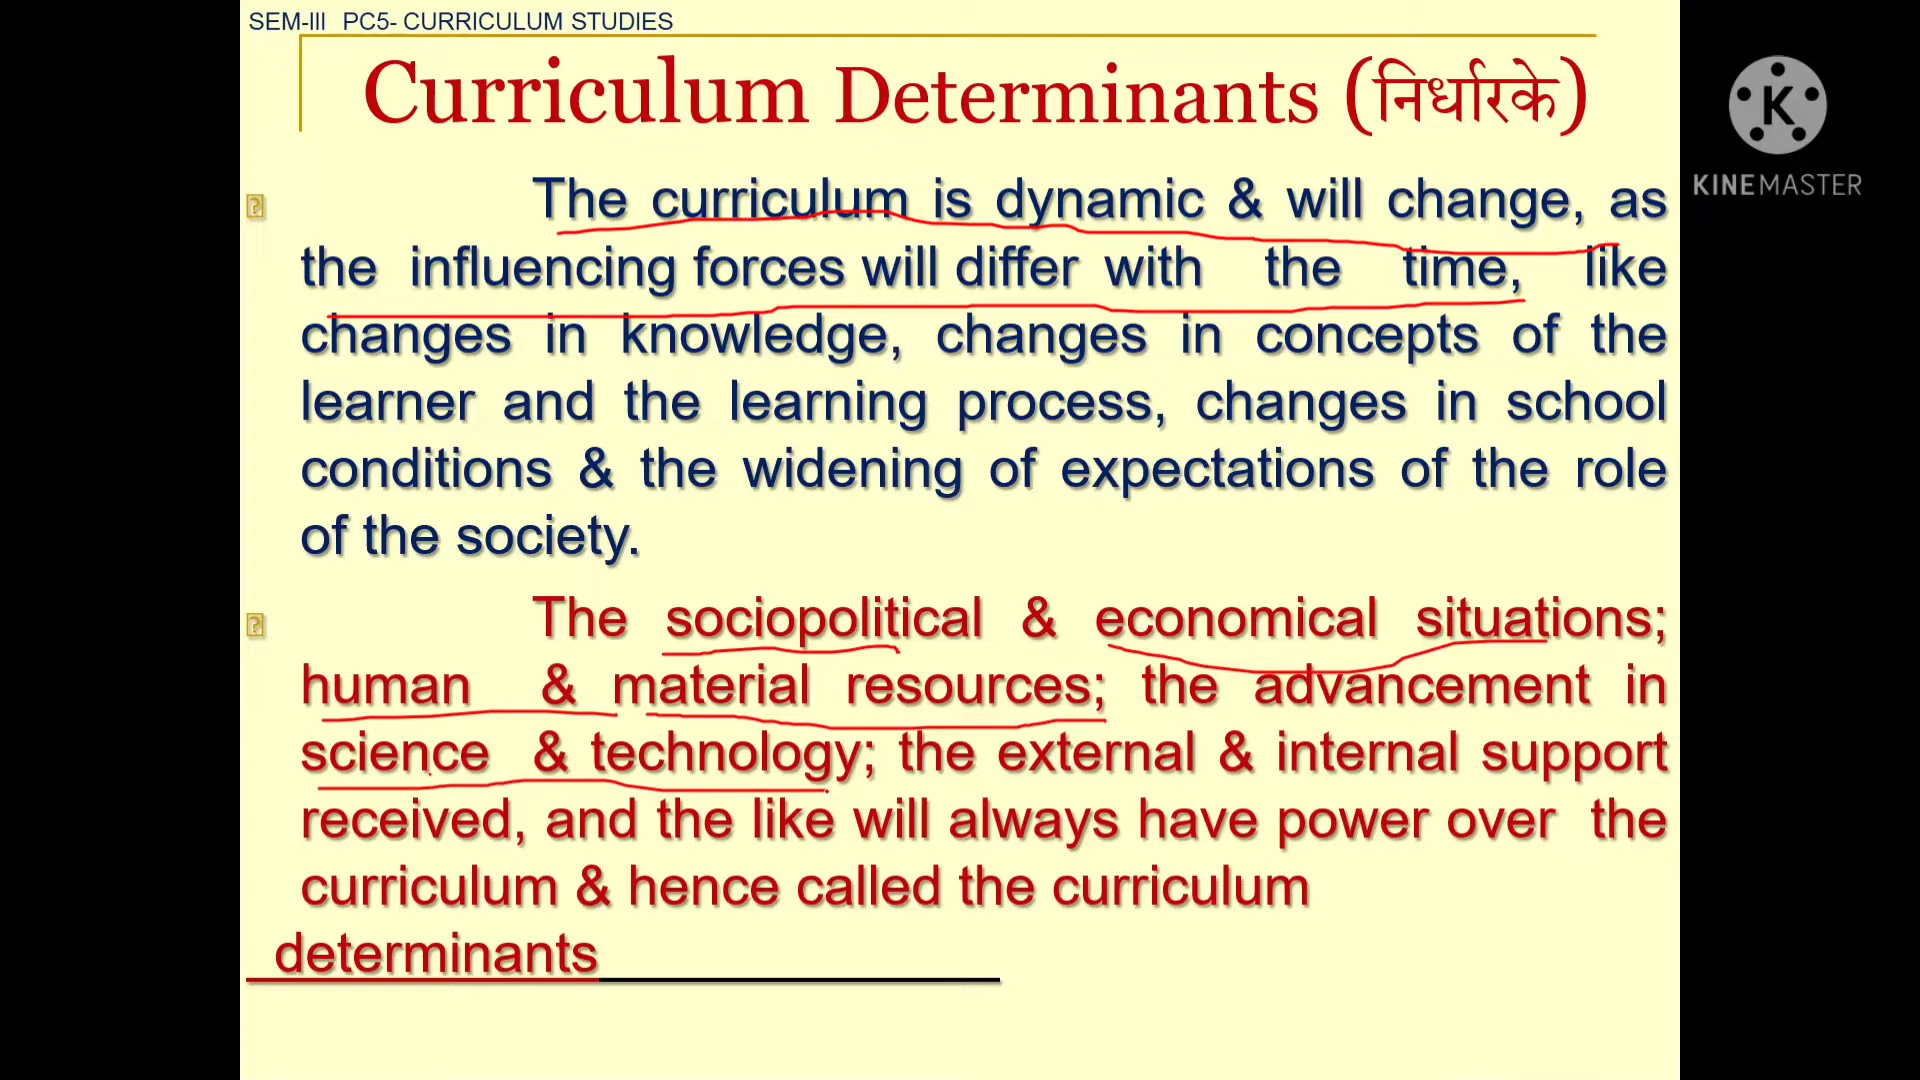 SEM-III PC5- CURRICULUM STUDIES
Curriculum Determinants (निर्धारके)
The curriculum is dynamic & will change, as
the influencing forces will differ with the time, like
changes in knowledge, changes in concepts of the
learner and the learning process, changes in school
conditions & the widening of expectations of the role
of the society.
The sociopolitical & economical situations;
human & material resources; the advancement in
science & technology; the external & internal support
received, and the like will always have power over the
curriculum & hence called the curriculum
determinants
K
KINEMASTER